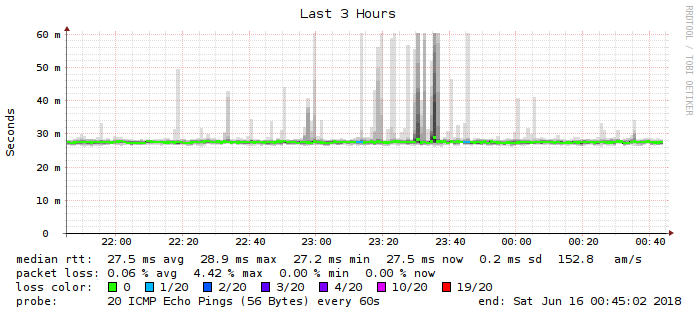 Last 3 Hours
RRDTOOL / TOBI OETIKER
Seconds
60 m
50 m
40 m
30 m
20 m
10 m
0
22:00 22:20 22:40 23:00 23:20 23:40 00:00 00:20 00:40
median rtt: 27.5 ms avg 28.9 ms max 27.2 ms min 27.5 ms now 0.2 ms sd 152.8 am/s
packet loss: 0.06 % avg 4.42 % max 0.00 % min 0.00 % now
loss color: 0 1/20 2/20 3/20 4/20 10/20 19/20
probe: 20 ICMP Echo Pings (56 Bytes) every 60s end: Sat Jun 16 00:45:02 2018